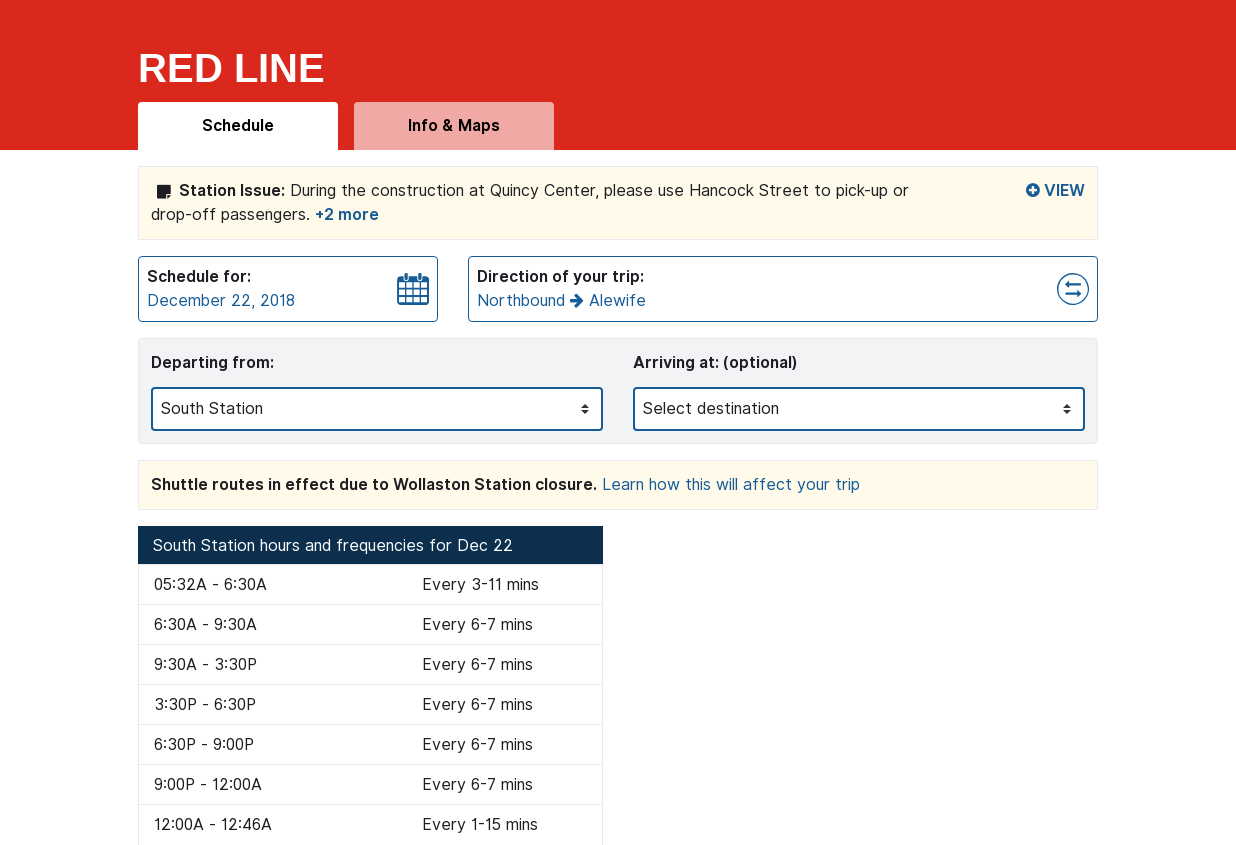 RED LINE
Schedule
Info & Maps
Station Issue: During the construction at Quincy Center, please use Hancock Street to pick-up or
drop-off passengers. +2 more
VIEW
Schedule for:
December 22, 2018
Direction of your trip:
Northbound → Alewife
Departing from:
South Station
Arriving at: (optional)
Select destination
Shuttle routes in effect due to Wollaston Station closure. Learn how this will affect your trip
South Station hours and frequencies for Dec 22
05:32A - 6:30A Every 3-11 mins
6:30A - 9:30A Every 6-7 mins
9:30A - 3:30P Every 6-7 mins
3:30P - 6:30P Every 6-7 mins
6:30P - 9:00P Every 6-7 mins
9:00P - 12:00A Every 6-7 mins
12:00A - 12:46A Every 1-15 mins